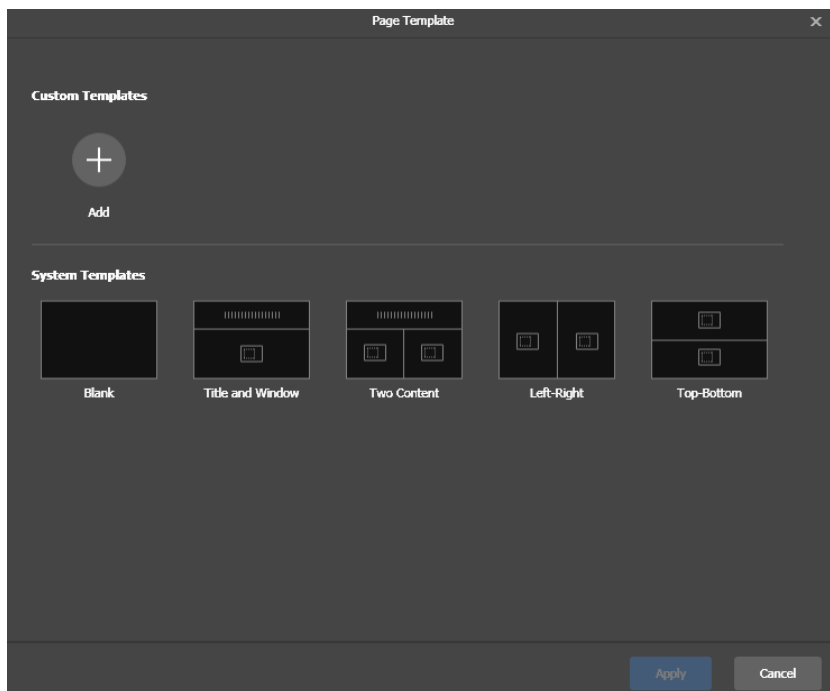 Page Template
Custom Templates
Add
System Templates
Blank
Title and Window
Two Content
Left-Right
Top-Bottom
Apply
Cancel